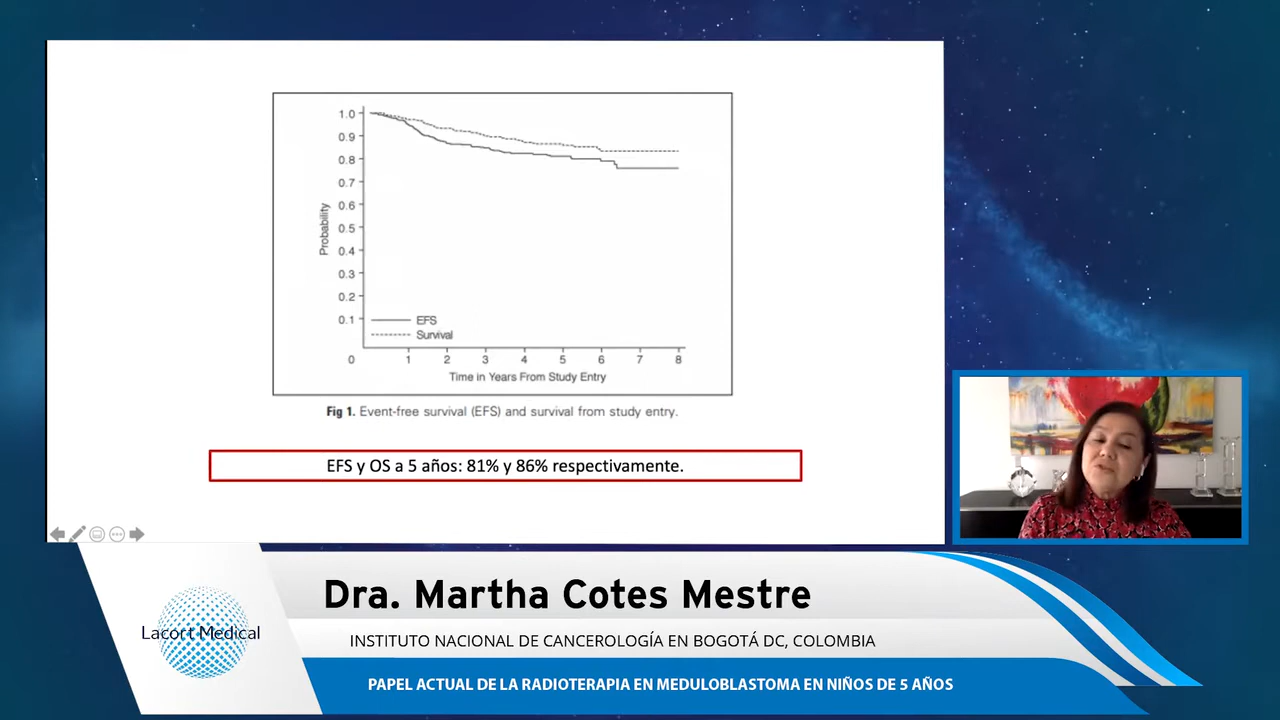 1.0
0.9
0.8
0.7
0.6
0.5
0.4
0.3
0.2
0.1
Probability
EFS
Survival
0 1 2 3 4 5 6 7 8
Time in Years From Study Entry
Fig 1. Event-free survival (EFS) and survival from study entry.
EFS y OS a 5 años: 81% y 86% respectivamente.
Lacort Medical
Dra. Martha Cotes Mestre
INSTITUTO NACIONAL DE CANCEROLOGÍA EN BOGOTÁ DC, COLOMBIA
PAPEL ACTUAL DE LA RADIOTERAPIA EN MEDULOBLASTOMA EN NIÑOS DE 5 AÑOS